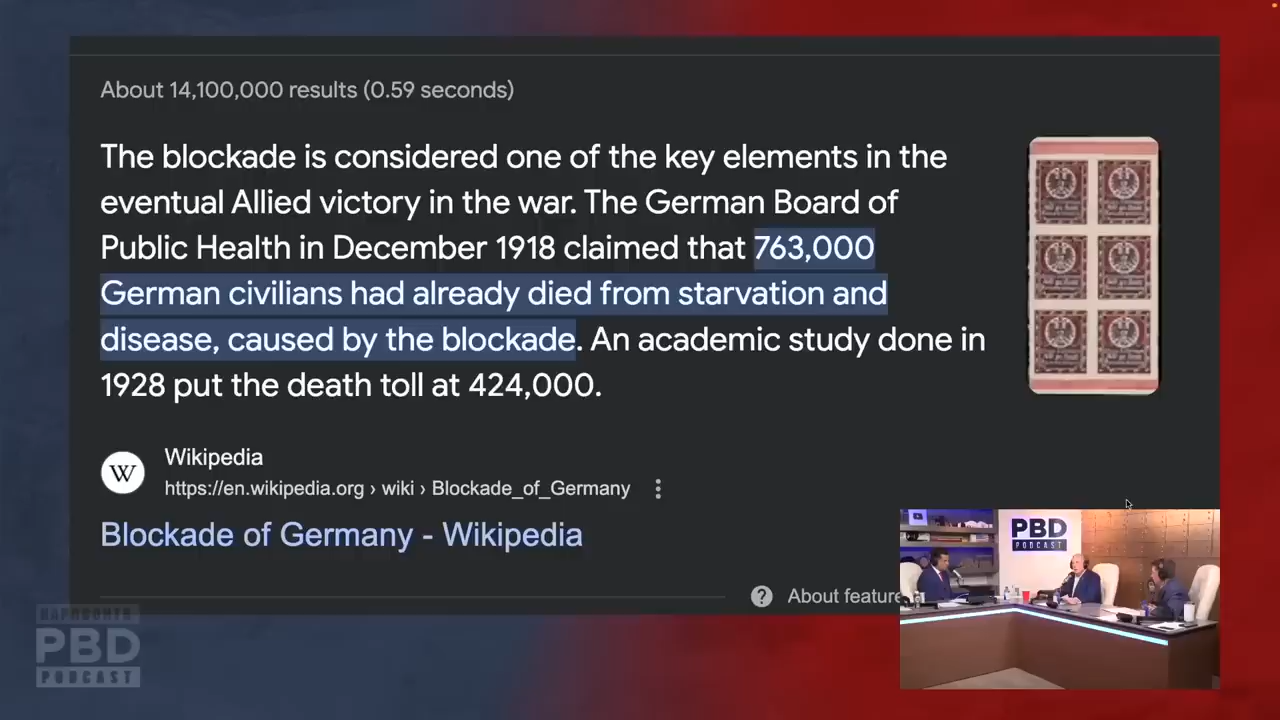 About 14,100,000 results (0.59 seconds)
The blockade is considered one of the key elements in the
eventual Allied victory in the war. The German Board of
Public Health in December 1918 claimed that 763,000
German civilians had already died from starvation and
disease, caused by the blockade. An academic study done in
1928 put the death toll at 424,000.
W
Wikipedia
https://en.wikipedia.org › wiki › Blockade_of_Germany
Blockade of Germany - Wikipedia
? About feature
PBD
PODCAST
PBD
PODCAST